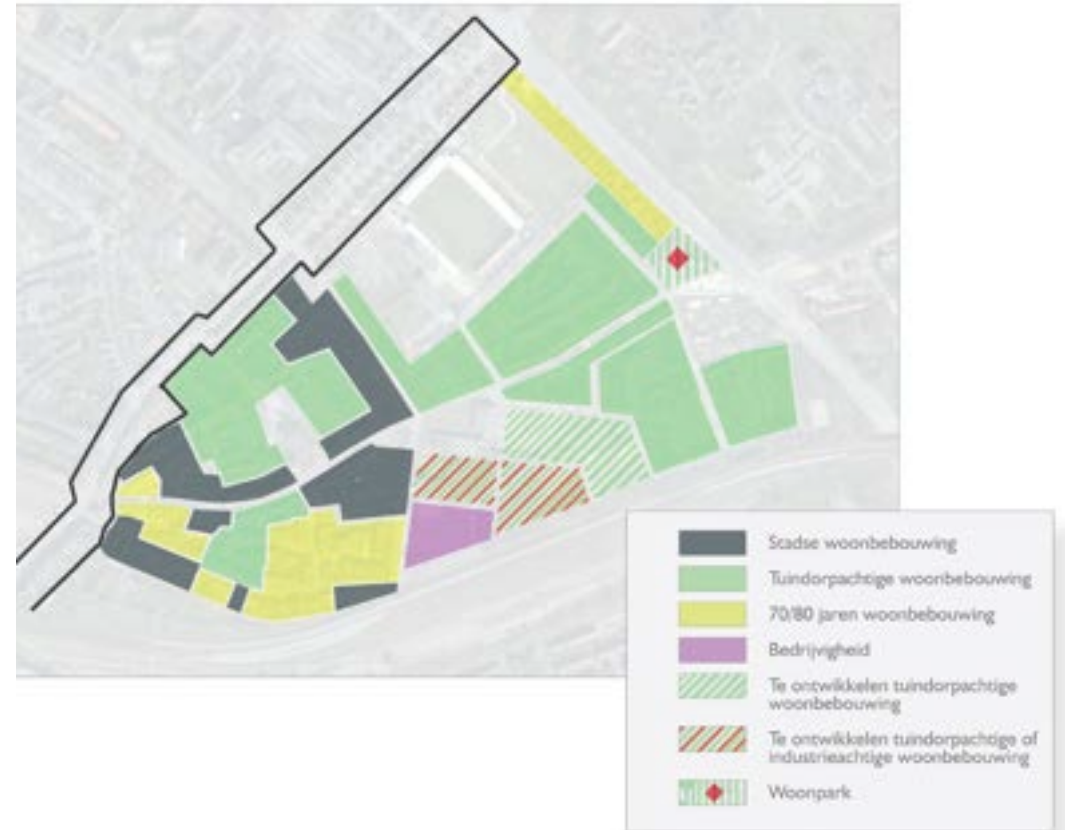 Stadse woonbebouwing
Tuindorpachtige woonbebouwing
70/80 jaren woonbebouwing
Bedrijvigheid
Te ontwikkelen tuindorpachtige
woonbebouwing
Te ontwikkelen tuindorpachtige of
industrieachtige woonbebouwing
Woonpark